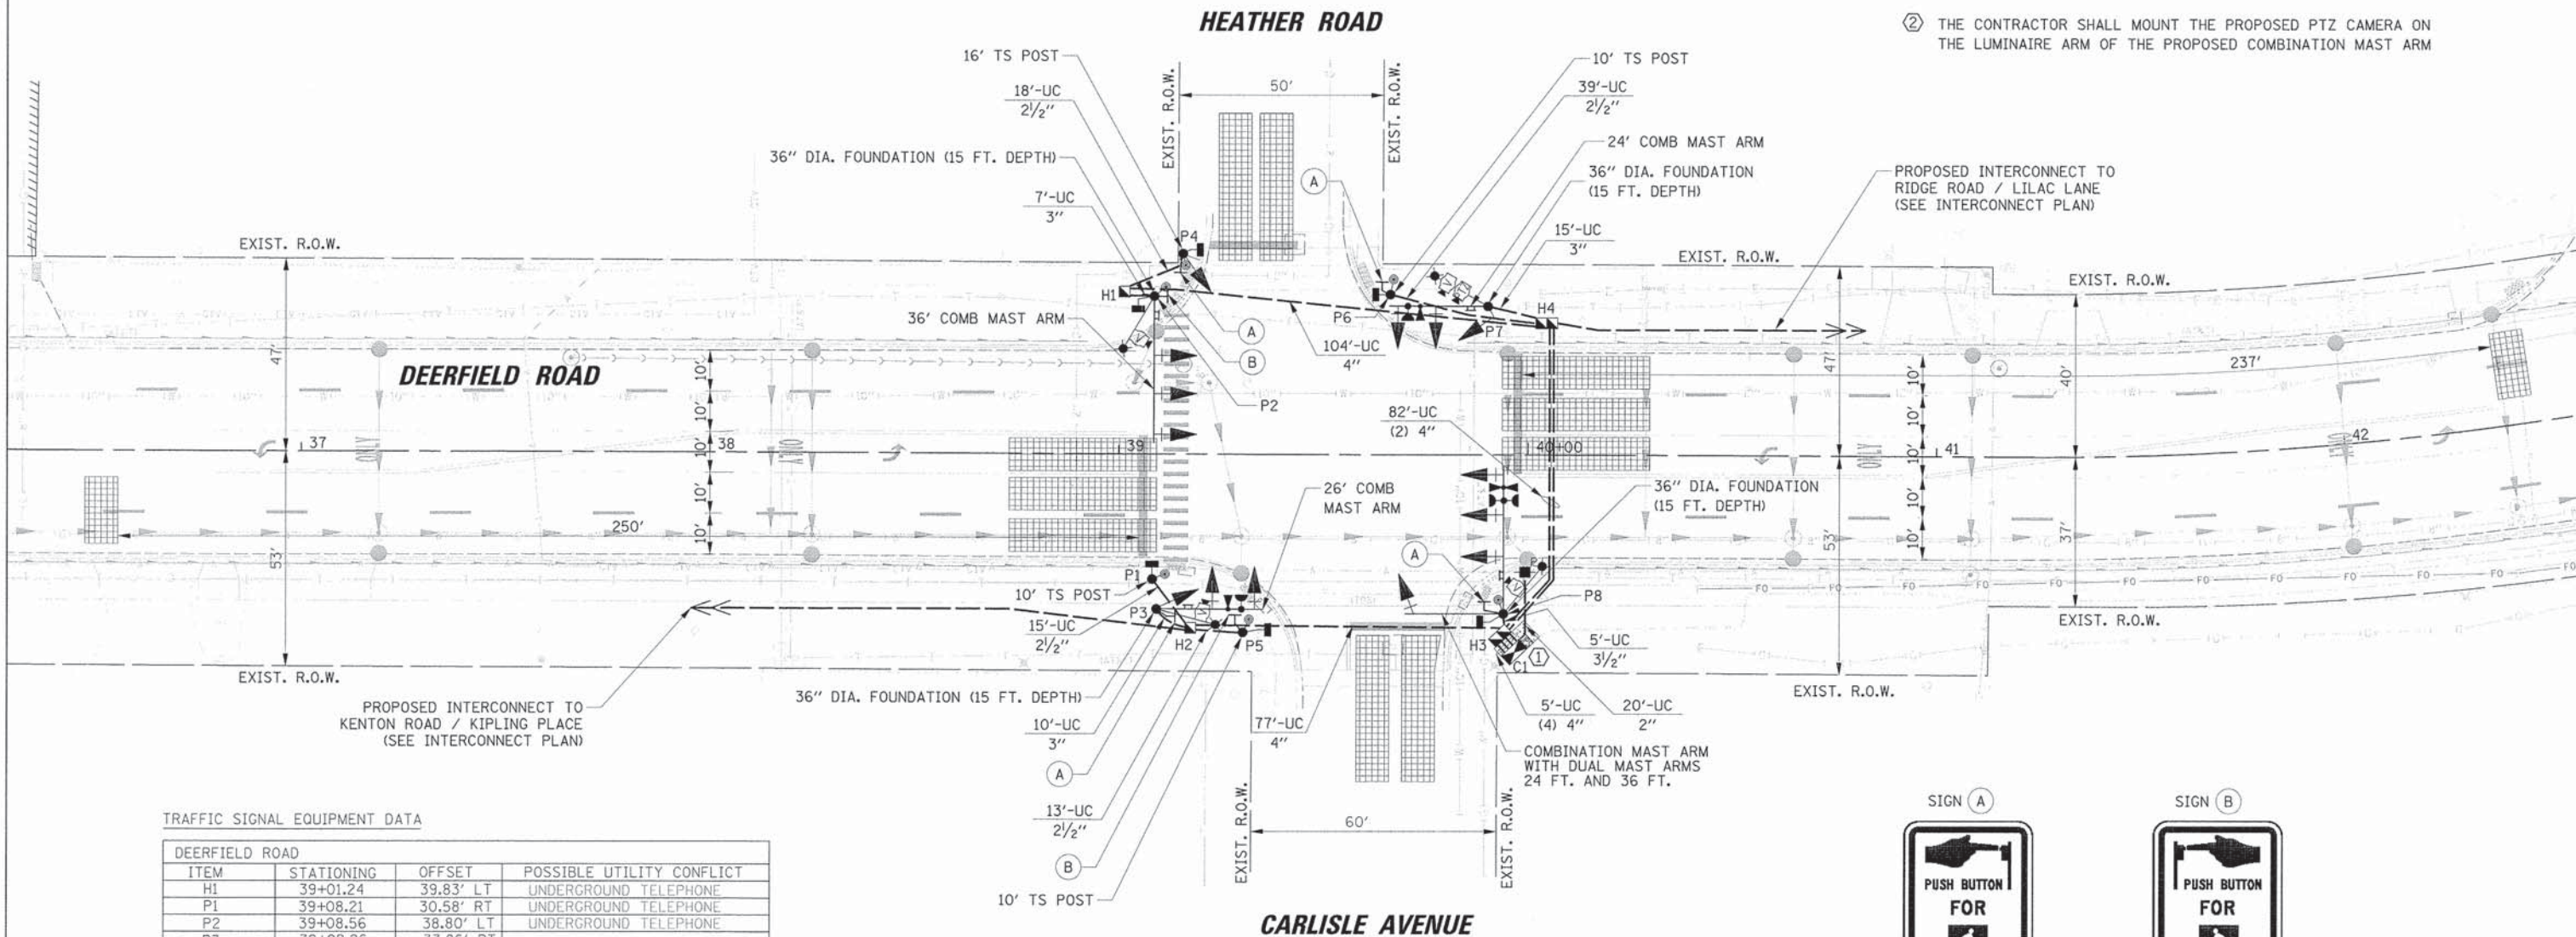 HEATHER ROAD
② THE CONTRACTOR SHALL MOUNT THE PROPOSED PTZ CAMERA ON
THE LUMINAIRE ARM OF THE PROPOSED COMBINATION MAST ARM
16' TS POST
18'-UC
2½"
36" DIA. FOUNDATION (15 FT. DEPTH)
7'-UC
3"
EXIST. R.O.W.
50'
EXIST. R.O.W.
10' TS POST
39'-UC
2½"
24' COMB MAST ARM
36" DIA. FOUNDATION
(15 FT. DEPTH)
15'-UC
3"
PROPOSED INTERCONNECT TO
RIDGE ROAD / LILAC LANE
(SEE INTERCONNECT PLAN)
A
EXIST. R.O.W.
P4
H1
36' COMB MAST ARM
A
B
P2
104'-UC
4"
P6
P7
H4
EXIST. R.O.W.
EXIST. R.O.W.
47'
DEERFIELD ROAD
10'
10'
10'
10'
10'
82'-UC
(2) 4"
47'
10'
10'
10'
10'
10'
40'
237'
37
ONLY
38
ONLY
39
40+00
ONLY
41
42
53'
250'
26' COMB
MAST ARM
36" DIA. FOUNDATION
(15 FT. DEPTH)
A
53'
37'
FO FO FO FO FO FO FO FO
P1
10' TS POST
P3
15'-UC
2½"
H2
P5
P8
H3
C1
1
5'-UC
3½"
EXIST. R.O.W.
EXIST. R.O.W.
EXIST. R.O.W.
PROPOSED INTERCONNECT TO
KENTON ROAD / KIPLING PLACE
(SEE INTERCONNECT PLAN)
36" DIA. FOUNDATION (15 FT. DEPTH)
10'-UC
3"
A
13'-UC
2½"
B
10' TS POST
77'-UC
4"
5'-UC
(4) 4"
20'-UC
2"
COMBINATION MAST ARM
WITH DUAL MAST ARMS
24 FT. AND 36 FT.
EXIST. R.O.W.
60'
EXIST. R.O.W.
CARLISLE AVENUE
TRAFFIC SIGNAL EQUIPMENT DATA
DEERFIELD ROAD
ITEM STATIONING OFFSET POSSIBLE UTILITY CONFLICT
H1 39+01.24 39.83' LT UNDERGROUND TELEPHONE
P1 39+08.21 30.58' RT UNDERGROUND TELEPHONE
P2 39+08.56 38.80' LT UNDERGROUND TELEPHONE
SIGN A
PUSH BUTTON
FOR
SIGN B
PUSH BUTTON
FOR